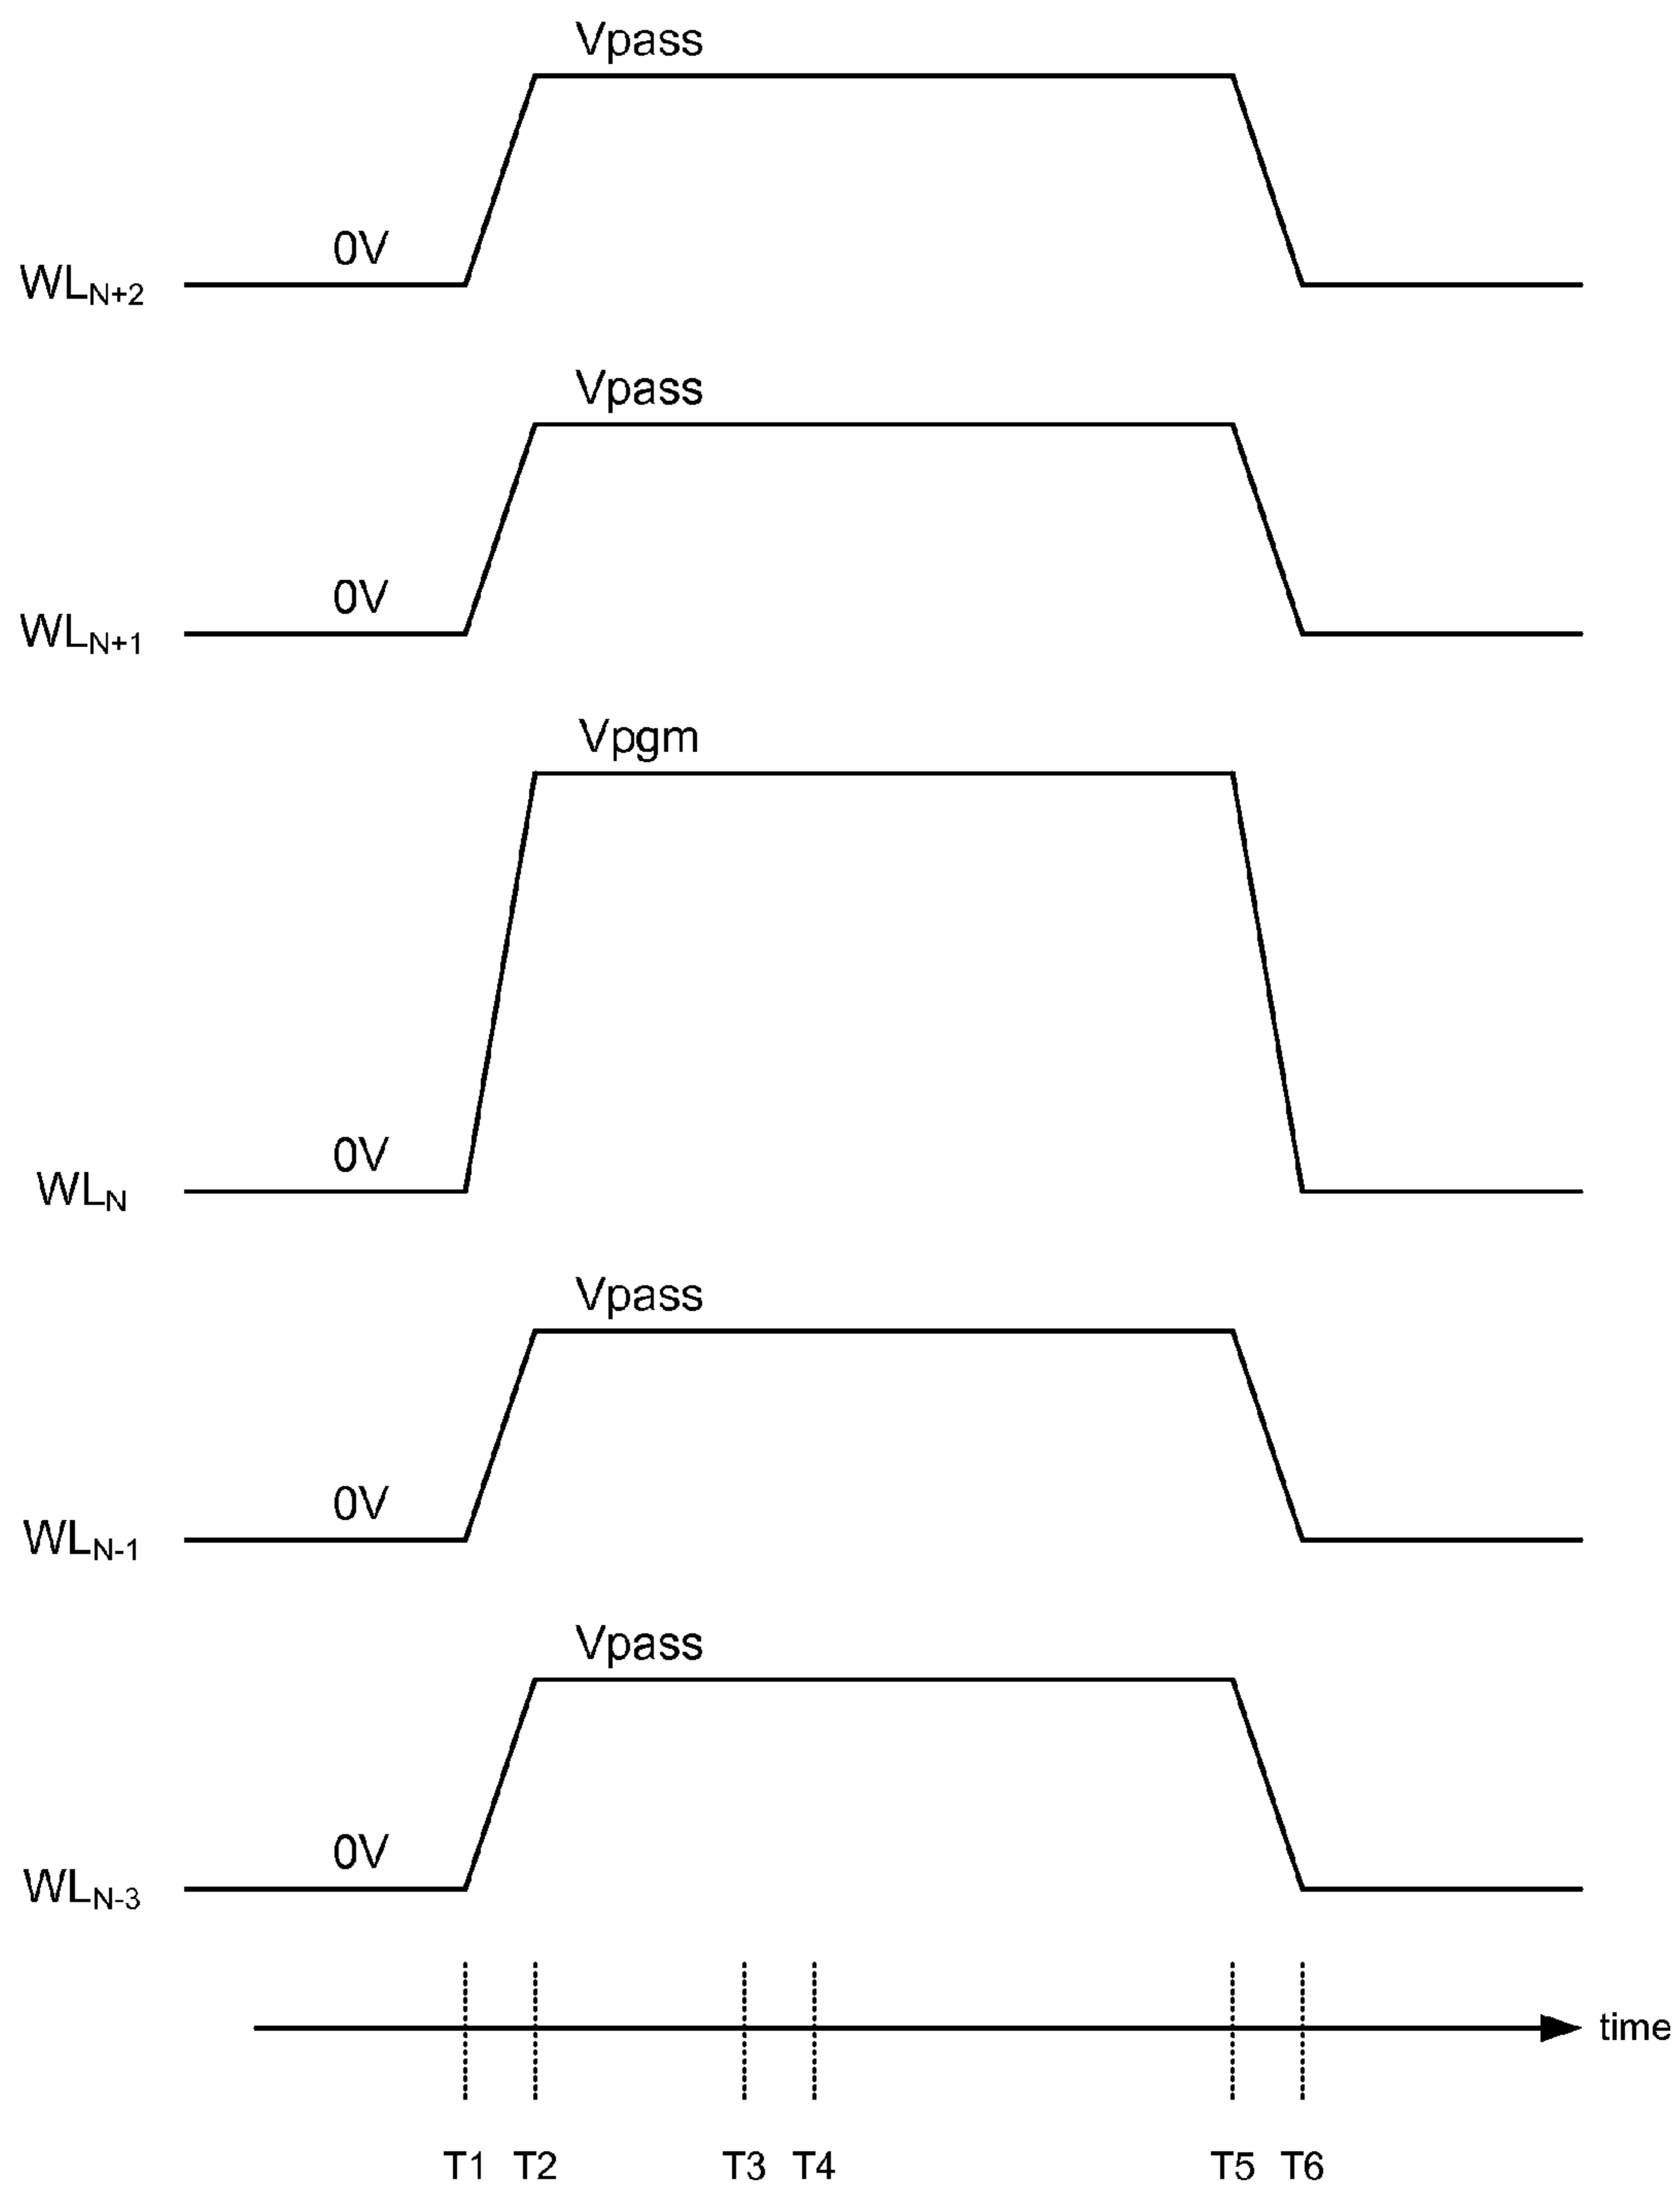 Vpass
0V
WLN+2
Vpass
0V
WLN+1
Vpgm
0V
WLN
Vpass
0V
WLN-1
Vpass
0V
WLN-3
time
T1 T2 T3 T4 T5 T6